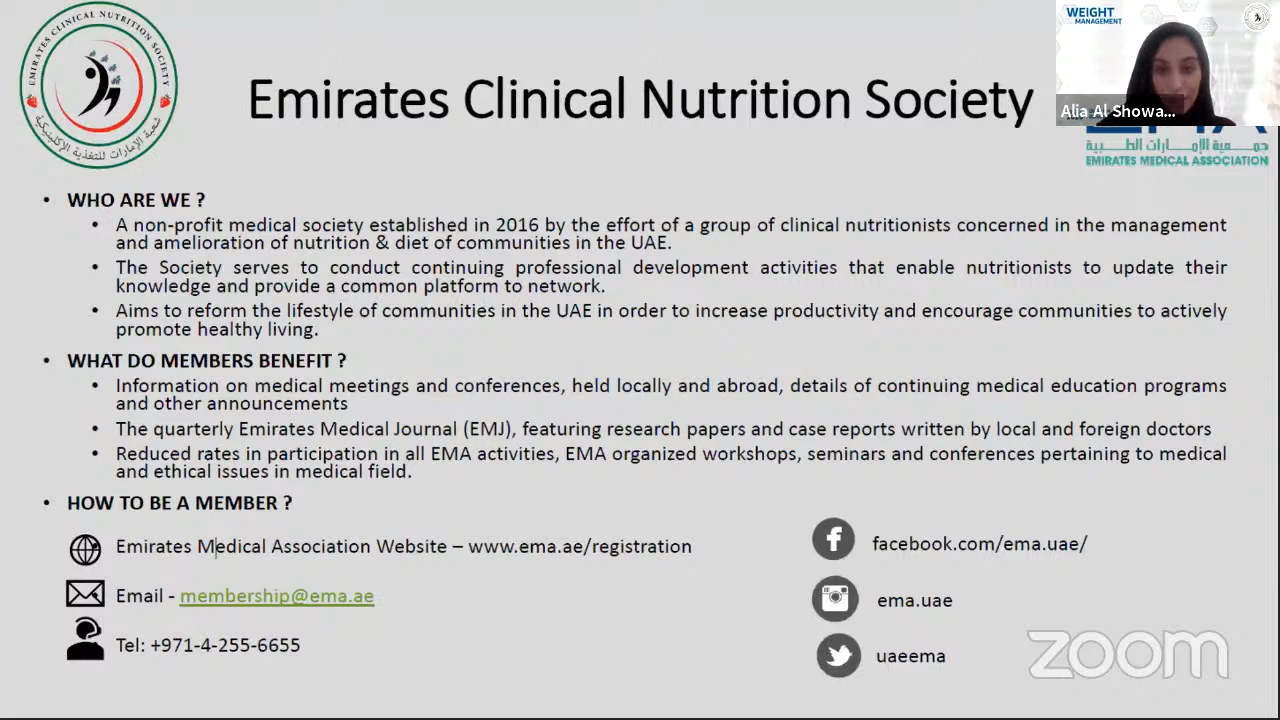 EMIRATES CLINICAL NUTRITION SOCIETY
شعبة الإمارات للتغذية الإكلينيكية
Emirates Clinical Nutrition Society
WEIGHT
MANAGEMENT
Alia Al Showa...
جمعية الإمارات الطبية
EMIRATES MEDICAL ASSOCIATION
• WHO ARE WE ?
• A non-profit medical society established in 2016 by the effort of a group of clinical nutritionists concerned in the management
and amelioration of nutrition & diet of communities in the UAE.
• The Society serves to conduct continuing professional development activities that enable nutritionists to update their
knowledge and provide a common platform to network.
• Aims to reform the lifestyle of communities in the UAE in order to increase productivity and encourage communities to actively
promote healthy living.
• WHAT DO MEMBERS BENEFIT ?
• Information on medical meetings and conferences, held locally and abroad, details of continuing medical education programs
and other announcements
• The quarterly Emirates Medical Journal (EMJ), featuring research papers and case reports written by local and foreign doctors
• Reduced rates in participation in all EMA activities, EMA organized workshops, seminars and conferences pertaining to medical
and ethical issues in medical field.
• HOW TO BE A MEMBER ?
Emirates Medical Association Website – www.ema.ae/registration
Email - membership@ema.ae
Tel: +971-4-255-6655
facebook.com/ema.uae/
ema.uae
uaeema
zoom